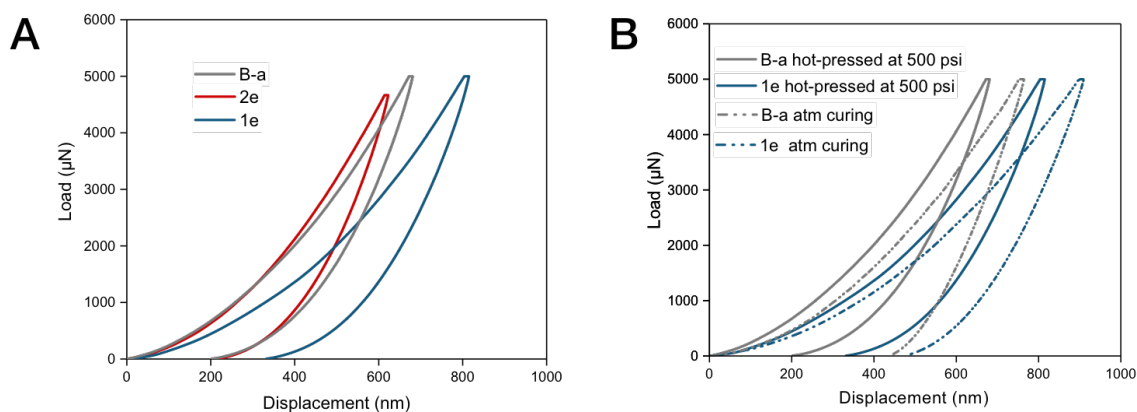 A
6000
5000
4000
3000
2000
1000
0
Load (µN)
B-a
2e
1e
0 200 400 600 800 1000
Displacement (nm)
B
6000
5000
4000
3000
2000
1000
0
Load (µN)
B-a hot-pressed at 500 psi
1e hot-pressed at 500 psi
B-a atm curing
1e atm curing
0 200 400 600 800 1000
Displacement (nm)